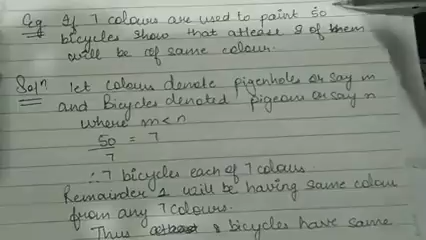 Eg If 7 colours are used to paint 50
bicycles show that atleast 8 of them
will be of same colour.
Solⁿ let colours denote pigenholes or say m
and Bicycles denoted pigeons or say n
where m<n
50/7 = 7
∴ 7 bicycles each of 7 colours.
Remainder 1 will be having same colour
from any 7 colours.
Thus atleast 8 bicycles have same